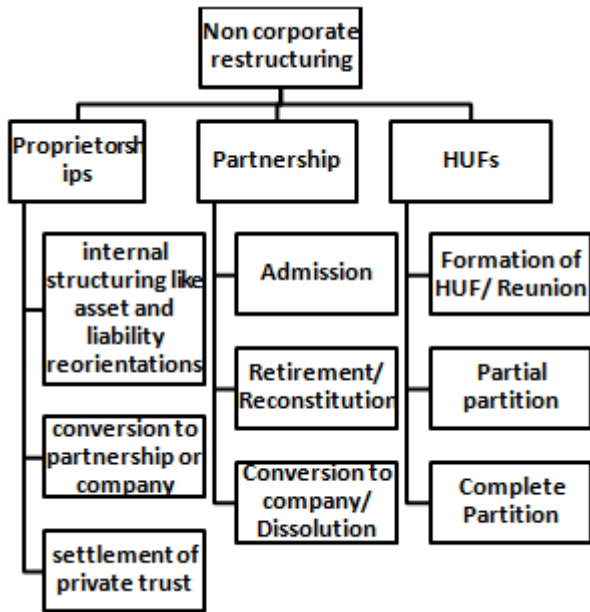 Non corporate
restructuring
Proprietorsh
ips
Partnership
HUFs
internal
structuring like
asset and
liability
reorientations
conversion to
partnership or
company
settlement of
private trust
Admission
Retirement/
Reconstitution
Conversion to
company/
Dissolution
Formation of
HUF/ Reunion
Partial
partition
Complete
Partition